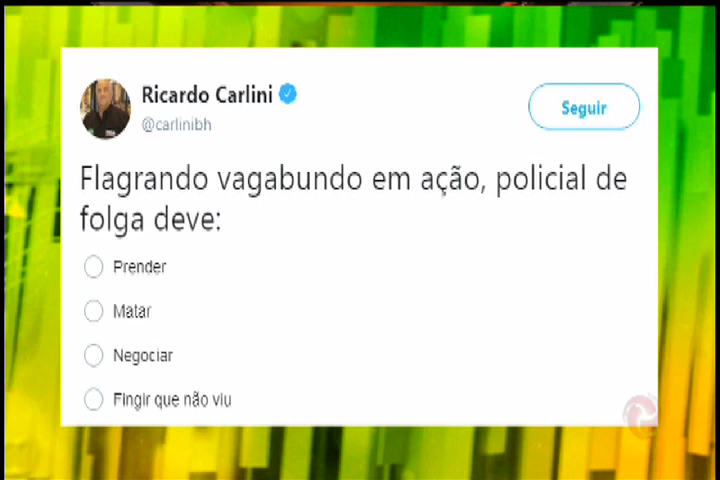 Ricardo Carlini
@carlinibh
Seguir
Flagrando vagabundo em ação, policial de
folga deve:
Prender
Matar
Negociar
Fingir que não viu